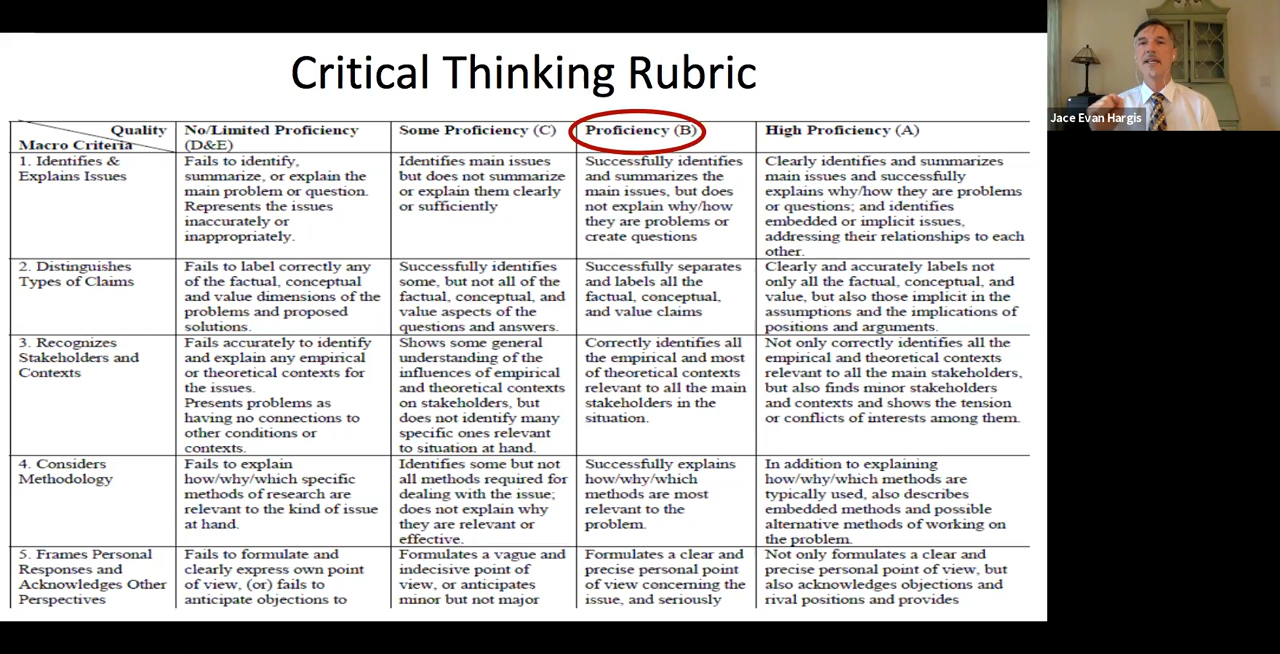 Critical Thinking Rubric
Jace Evan Hargis
Quality
Macro Criteria
No/Limited Proficiency
(D&E)
Some Proficiency (C)
Proficiency (B)
High Proficiency (A)
1. Identifies &
Explains Issues
Fails to identify,
summarize, or explain the
main problem or question.
Represents the issues
inaccurately or
inappropriately.
Identifies main issues
but does not summarize
or explain them clearly
or sufficiently
Successfully identifies
and summarizes the
main issues, but does
not explain why/how
they are problems or
create questions
Clearly identifies and summarizes
main issues and successfully
explains why/how they are problems
or questions; and identifies
embedded or implicit issues,
addressing their relationships to each
other.
2. Distinguishes
Types of Claims
Fails to label correctly any
of the factual, conceptual
and value dimensions of the
problems and proposed
solutions.
Successfully identifies
some, but not all of the
factual, conceptual, and
value aspects of the
questions and answers.
Successfully separates
and labels all the
factual, conceptual,
and value claims
Clearly and accurately labels not
only all the factual, conceptual, and
value, but also those implicit in the
assumptions and the implications of
positions and arguments.
3. Recognizes
Stakeholders and
Contexts
Fails accurately to identify
and explain any empirical
or theoretical contexts for
the issues.
Presents problems as
having no connections to
other conditions or
contexts.
Shows some general
understanding of the
influences of empirical
and theoretical contexts
on stakeholders, but
does not identify many
specific ones relevant
to situation at hand.
Correctly identifies all
the empirical and most
of theoretical contexts
relevant to all the main
stakeholders in the
situation.
Not only correctly identifies all the
empirical and theoretical contexts
relevant to all the main stakeholders,
but also finds minor stakeholders
and contexts and shows the tension
or conflicts of interests among them.
4. Considers
Methodology
Fails to explain
how/why/which specific
methods of research are
relevant to the kind of issue
at hand.
Identifies some but not
all methods required for
dealing with the issue;
does not explain why
they are relevant or
effective.
Successfully explains
how/why/which
methods are most
relevant to the
problem.
In addition to explaining
how/why/which methods are
typically used, also describes
embedded methods and possible
alternative methods of working on
the problem.
5. Frames Personal
Responses and
Acknowledges Other
Perspectives
Fails to formulate and
clearly express own point
of view, (or) fails to
anticipate objections to
Formulates a vague and
indecisive point of
view, or anticipates
minor but not major
Formulates a clear and
precise personal point
of view concerning the
issue, and seriously
Not only formulates a clear and
precise personal point of view, but
also acknowledges objections and
rival positions and provides